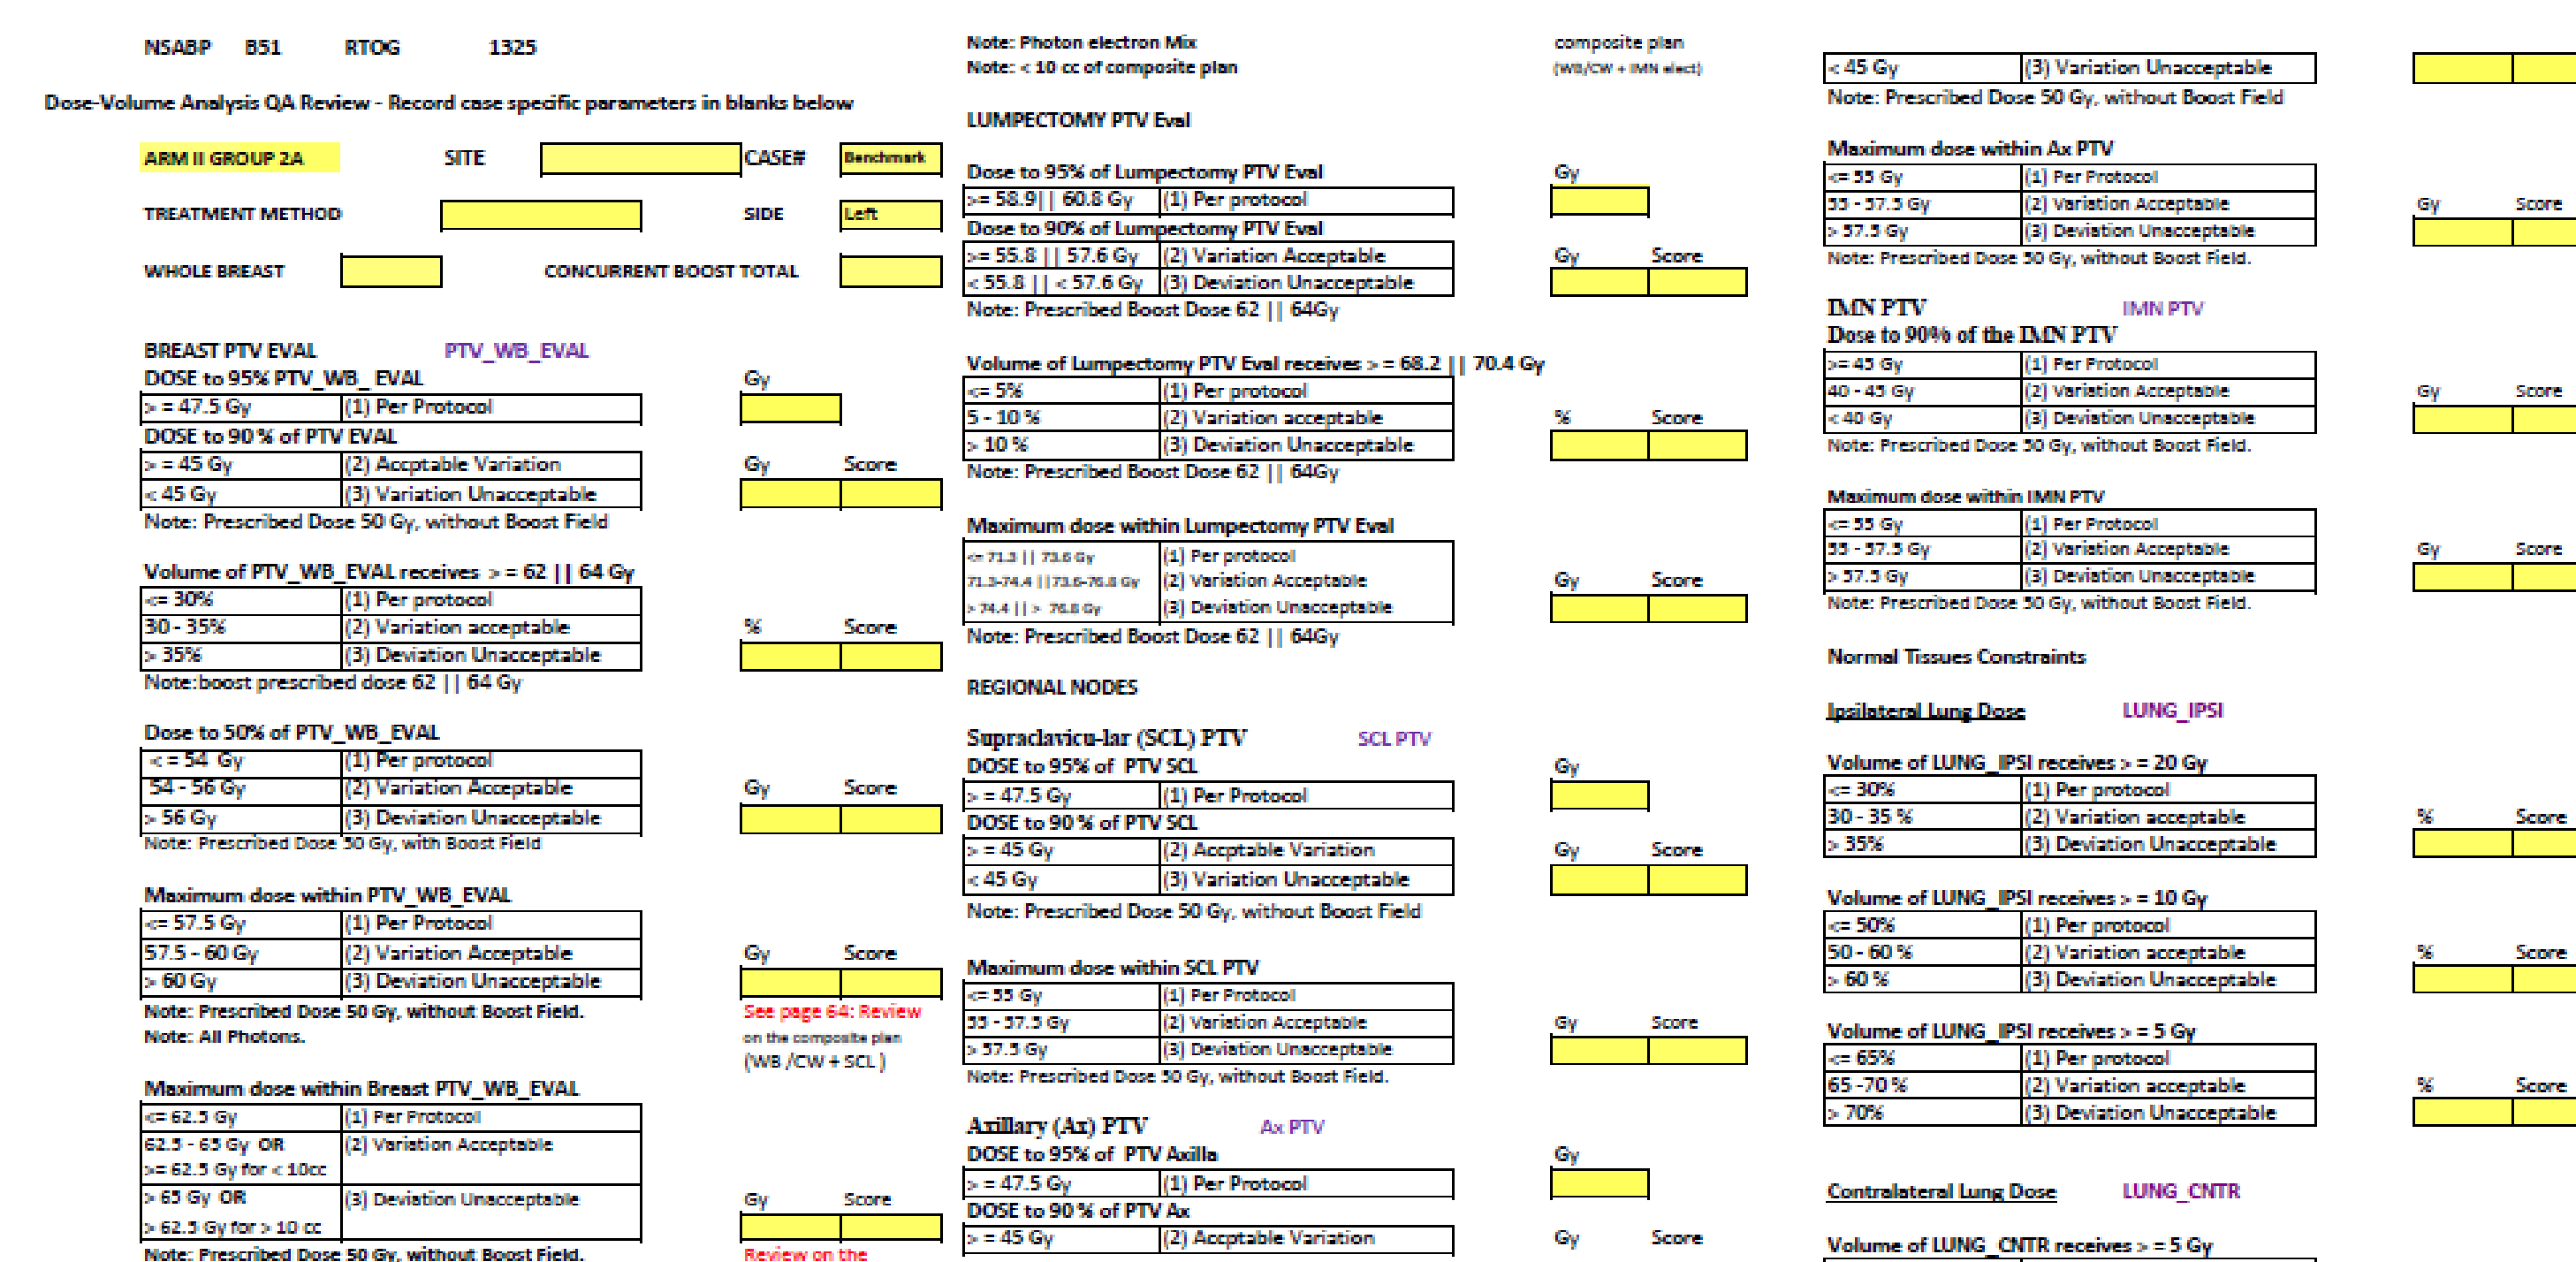 NSABP B51 RTOG 1325
Dose-Volume Analysis QA Review - Record case specific parameters in blanks below
ARM II GROUP 2A SITE CASE# Benchmark
TREATMENT METHOD SIDE Left
WHOLE BREAST CONCURRENT BOOST TOTAL
BREAST PTV EVAL PTV_WB_EVAL
DOSE to 95% PTV_WB_ EVAL Gy
> = 47.5 Gy (1) Per Protocol
DOSE to 90 % of PTV EVAL
> = 45 Gy (2) Accptable Variation Gy Score
< 45 Gy (3) Variation Unacceptable
Note: Prescribed Dose 50 Gy, without Boost Field
Volume of PTV_WB_EVAL receives > = 62 || 64 Gy
<= 30% (1) Per protocol
30 - 35% (2) Variation acceptable % Score
> 35% (3) Deviation Unacceptable
Note:boost prescribed dose 62 || 64 Gy
Dose to 50% of PTV_WB_EVAL
< = 54 Gy (1) Per protocol
54 - 56 Gy (2) Variation Acceptable Gy Score
> 56 Gy (3) Deviation Unacceptable
Note: Prescribed Dose 50 Gy, with Boost Field
Maximum dose within PTV_WB_EVAL
<= 57.5 Gy (1) Per Protocol
57.5 - 60 Gy (2) Variation Acceptable Gy Score
> 60 Gy (3) Deviation Unacceptable
Note: Prescribed Dose 50 Gy, without Boost Field. See page 64: Review
Note: All Photons. on the composite plan
(WB /CW + SCL )
Maximum dose within Breast PTV_WB_EVAL
<= 62.5 Gy (1) Per Protocol
62.5 - 65 Gy OR (2) Variation Acceptable
>= 62.5 Gy for < 10cc
> 65 Gy OR (3) Deviation Unacceptable Gy Score
> 62.5 Gy for > 10 cc
Note: Prescribed Dose 50 Gy, without Boost Field. Review on the
Note: Photon electron Mix composite plan
Note: < 10 cc of composite plan (WB/CW + IMN elect)
LUMPECTOMY PTV Eval
Dose to 95% of Lumpectomy PTV Eval Gy
>= 58.9|| 60.8 Gy (1) Per protocol
Dose to 90% of Lumpectomy PTV Eval
>= 55.8 || 57.6 Gy (2) Variation Acceptable Gy Score
< 55.8 || < 57.6 Gy (3) Deviation Unacceptable
Note: Prescribed Boost Dose 62 || 64Gy
Volume of Lumpectomy PTV Eval receives > = 68.2 || 70.4 Gy
<= 5% (1) Per protocol
5 - 10 % (2) Variation acceptable % Score
> 10 % (3) Deviation Unacceptable
Note: Prescribed Boost Dose 62 || 64Gy
Maximum dose within Lumpectomy PTV Eval
<= 71.3 || 73.6 Gy (1) Per protocol
71.3-74.4 ||73.6-76.8 Gy (2) Variation Acceptable Gy Score
> 74.4 || > 76.8 Gy (3) Deviation Unacceptable
Note: Prescribed Boost Dose 62 || 64Gy
REGIONAL NODES
Supraclavicu-lar (SCL) PTV SCL PTV
DOSE to 95% of PTV SCL Gy
> = 47.5 Gy (1) Per Protocol
DOSE to 90 % of PTV SCL
> = 45 Gy (2) Accptable Variation Gy Score
< 45 Gy (3) Variation Unacceptable
Note: Prescribed Dose 50 Gy, without Boost Field
Maximum dose within SCL PTV
<= 55 Gy (1) Per Protocol
55 - 57.5 Gy (2) Variation Acceptable Gy Score
> 57.5 Gy (3) Deviation Unacceptable
Note: Prescribed Dose 50 Gy, without Boost Field.
Axillary (Ax) PTV Ax PTV
DOSE to 95% of PTV Axilla Gy
> = 47.5 Gy (1) Per Protocol
DOSE to 90 % of PTV Ax
> = 45 Gy (2) Accptable Variation Gy Score
< 45 Gy (3) Variation Unacceptable
Note: Prescribed Dose 50 Gy, without Boost Field
Maximum dose within Ax PTV
<= 55 Gy (1) Per Protocol
55 - 57.5 Gy (2) Variation Acceptable Gy Score
> 57.5 Gy (3) Deviation Unacceptable
Note: Prescribed Dose 50 Gy, without Boost Field.
IMN PTV IMN PTV
Dose to 90% of the IMN PTV
>= 45 Gy (1) Per Protocol
40 - 45 Gy (2) Variation Acceptable Gy Score
< 40 Gy (3) Deviation Unacceptable
Note: Prescribed Dose 50 Gy, without Boost Field.
Maximum dose within IMN PTV
<= 55 Gy (1) Per Protocol
55 - 57.5 Gy (2) Variation Acceptable Gy Score
> 57.5 Gy (3) Deviation Unacceptable
Note: Prescribed Dose 50 Gy, without Boost Field.
Normal Tissues Constraints
Ipsilateral Lung Dose LUNG_IPSI
Volume of LUNG_IPSI receives > = 20 Gy
<= 30% (1) Per protocol
30 - 35 % (2) Variation acceptable % Score
> 35% (3) Deviation Unacceptable
Volume of LUNG_IPSI receives > = 10 Gy
<= 50% (1) Per protocol
50 - 60 % (2) Variation acceptable % Score
> 60 % (3) Deviation Unacceptable
Volume of LUNG_IPSI receives > = 5 Gy
<= 65% (1) Per protocol
65 -70 % (2) Variation acceptable % Score
> 70% (3) Deviation Unacceptable
Contralateral Lung Dose LUNG_CNTR
Volume of LUNG_CNTR receives > = 5 Gy